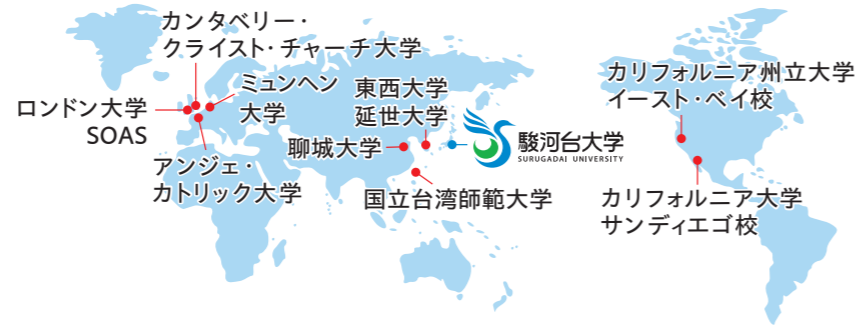 カンタベリー・
クライスト・チャーチ大学
ロンドン大学
SOAS
ミュンヘン
大学
アンジェ・
カトリック大学
東西大学
延世大学
聊城大学
国立台湾師範大学
駿河台大学
SURUGADAI UNIVERSITY
カリフォルニア州立大学
イースト・ベイ校
カリフォルニア大学
サンディエゴ校